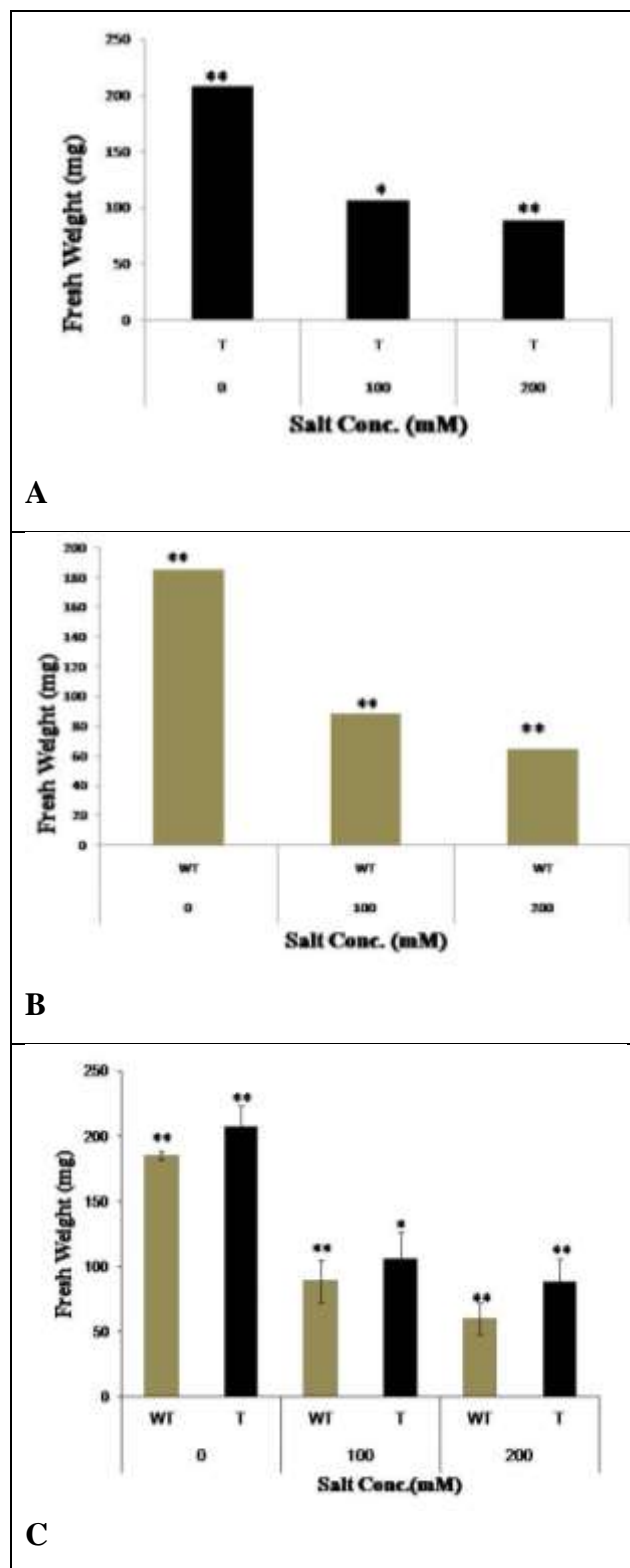 250
200
150
100
50
0
Fresh Weight (mg)
** * **
T T T
0 100 200
Salt Conc. (mM)
A
200
180
160
140
120
100
80
60
40
20
0
Fresh Weight (mg)
** ** **
WT WT WT
0 100 200
Salt Conc. (mM)
B
250
200
150
100
50
0
Fresh Weight (mg)
** ** ** * ** **
WT T WT T WT T
0 100 200
Salt Conc.(mM)
C